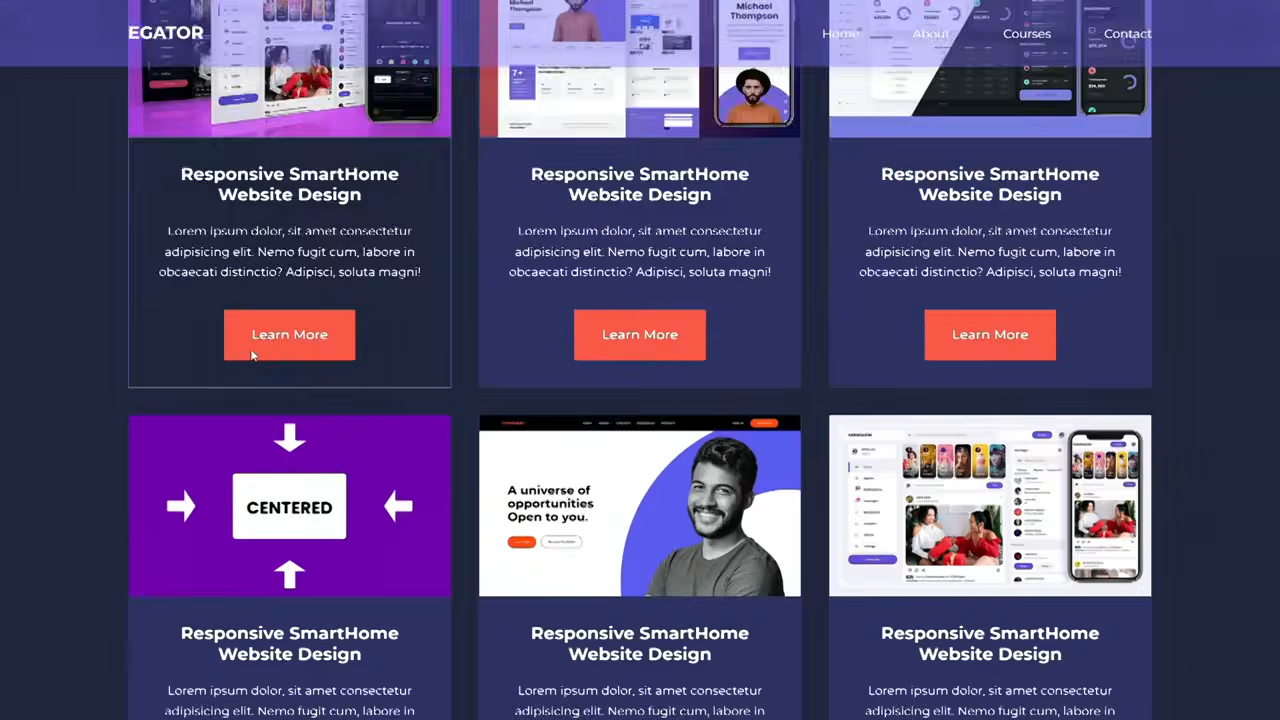 EGATOR
Home About Courses Contact
Michael
Thompson
Michael
Thompson
7+
Responsive SmartHome
Website Design
Lorem ipsum dolor, sit amet consectetur
adipisicing elit. Nemo fugit cum, labore in
obcaecati distinctio? Adipisci, soluta magni!
Learn More
Responsive SmartHome
Website Design
Lorem ipsum dolor, sit amet consectetur
adipisicing elit. Nemo fugit cum, labore in
obcaecati distinctio? Adipisci, soluta magni!
Learn More
Responsive SmartHome
Website Design
Lorem ipsum dolor, sit amet consectetur
adipisicing elit. Nemo fugit cum, labore in
obcaecati distinctio? Adipisci, soluta magni!
Learn More
CENTERED
A universe of
opportunities
Open to you.
Responsive SmartHome
Website Design
Lorem ipsum dolor, sit amet consectetur
adipisicing elit. Nemo fugit cum, labore in
Responsive SmartHome
Website Design
Lorem ipsum dolor, sit amet consectetur
adipisicing elit. Nemo fugit cum, labore in
Responsive SmartHome
Website Design
Lorem ipsum dolor, sit amet consectetur
adipisicing elit. Nemo fugit cum, labore in